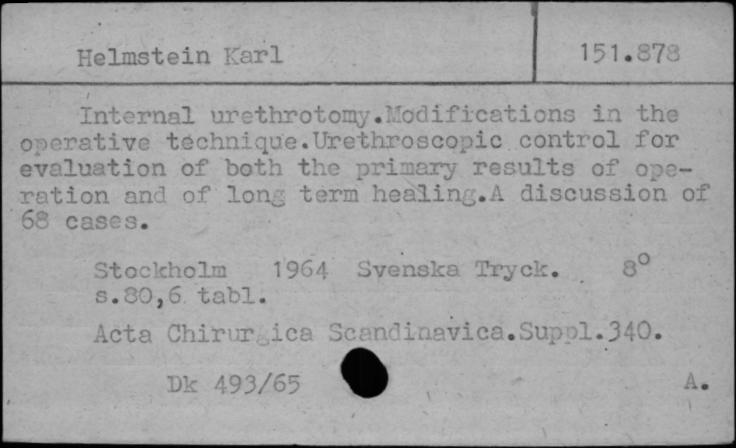 Helmstein Karl 151.878
Internal urethrotomy.Modifications in the
operative technique.Urethroscopic control for
evaluation of both the primary results of ope-
ration and of long term healing.A discussion of
68 cases.
Stockholm 1964 Svenska Tryck. 8°
s.80,6 tabl.
Acta Chirurgica Scandinavica.Suppl.340.
Dk 493/65 A.